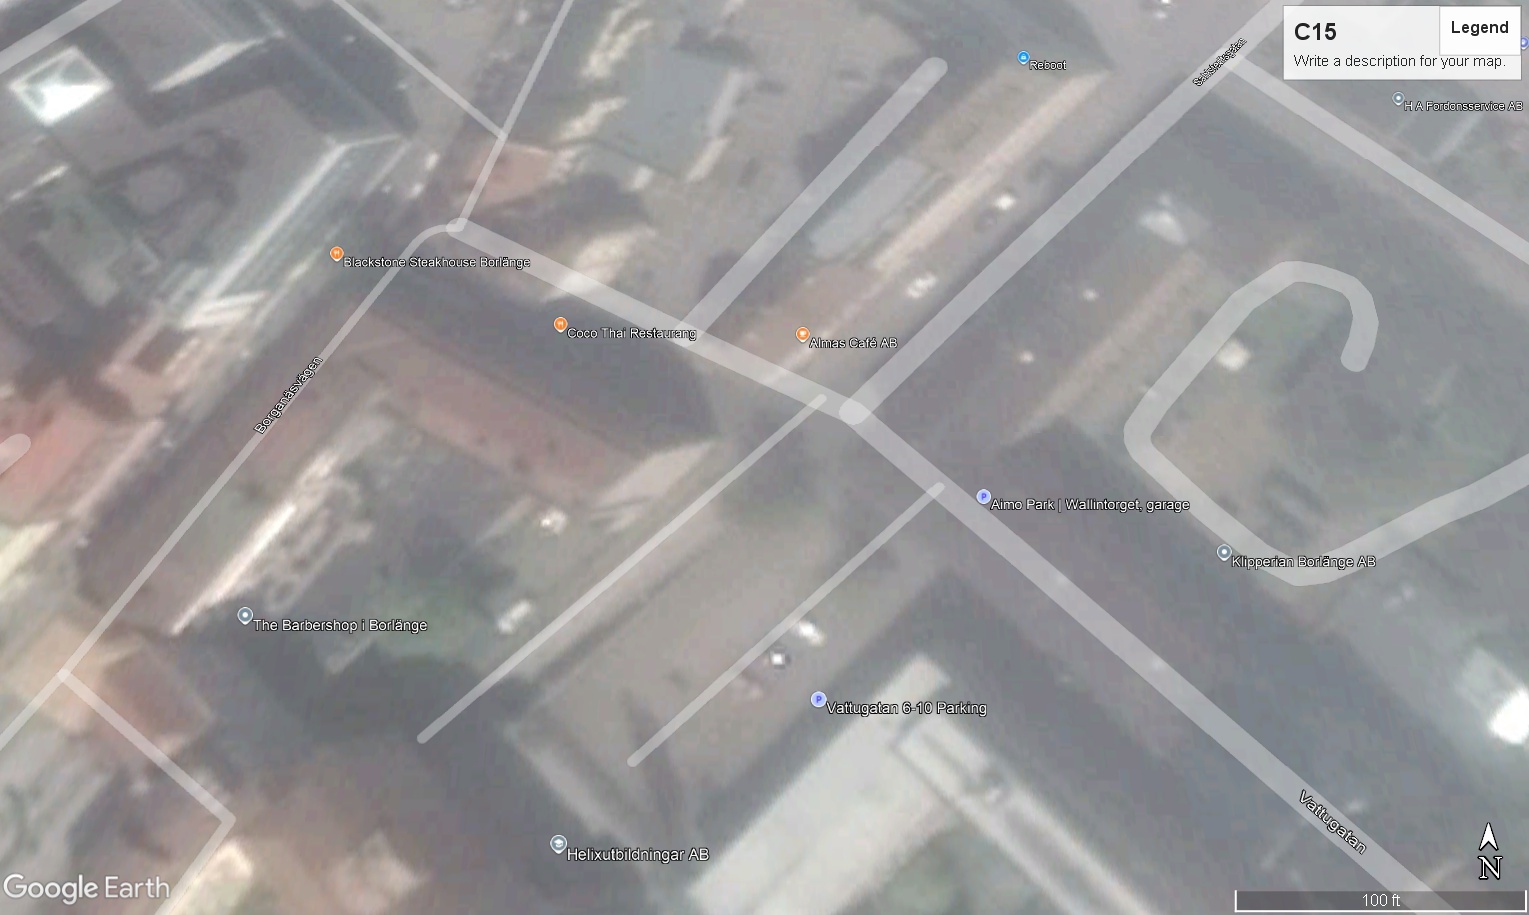 C15
Legend
Write a description for your map.
Reboot
H A Fordonsservice AB
Blackstone Steakhouse Borlänge
Coco Thai Restaurang
Almas Café AB
Borganäsvägen
Aimo Park | Wallintorget, garage
Klipperian Borlänge AB
The Barbershop i Borlänge
Vattugatan 6-10 Parking
Vattugatan
Helixutbildningar AB
N
Google Earth
100 ft